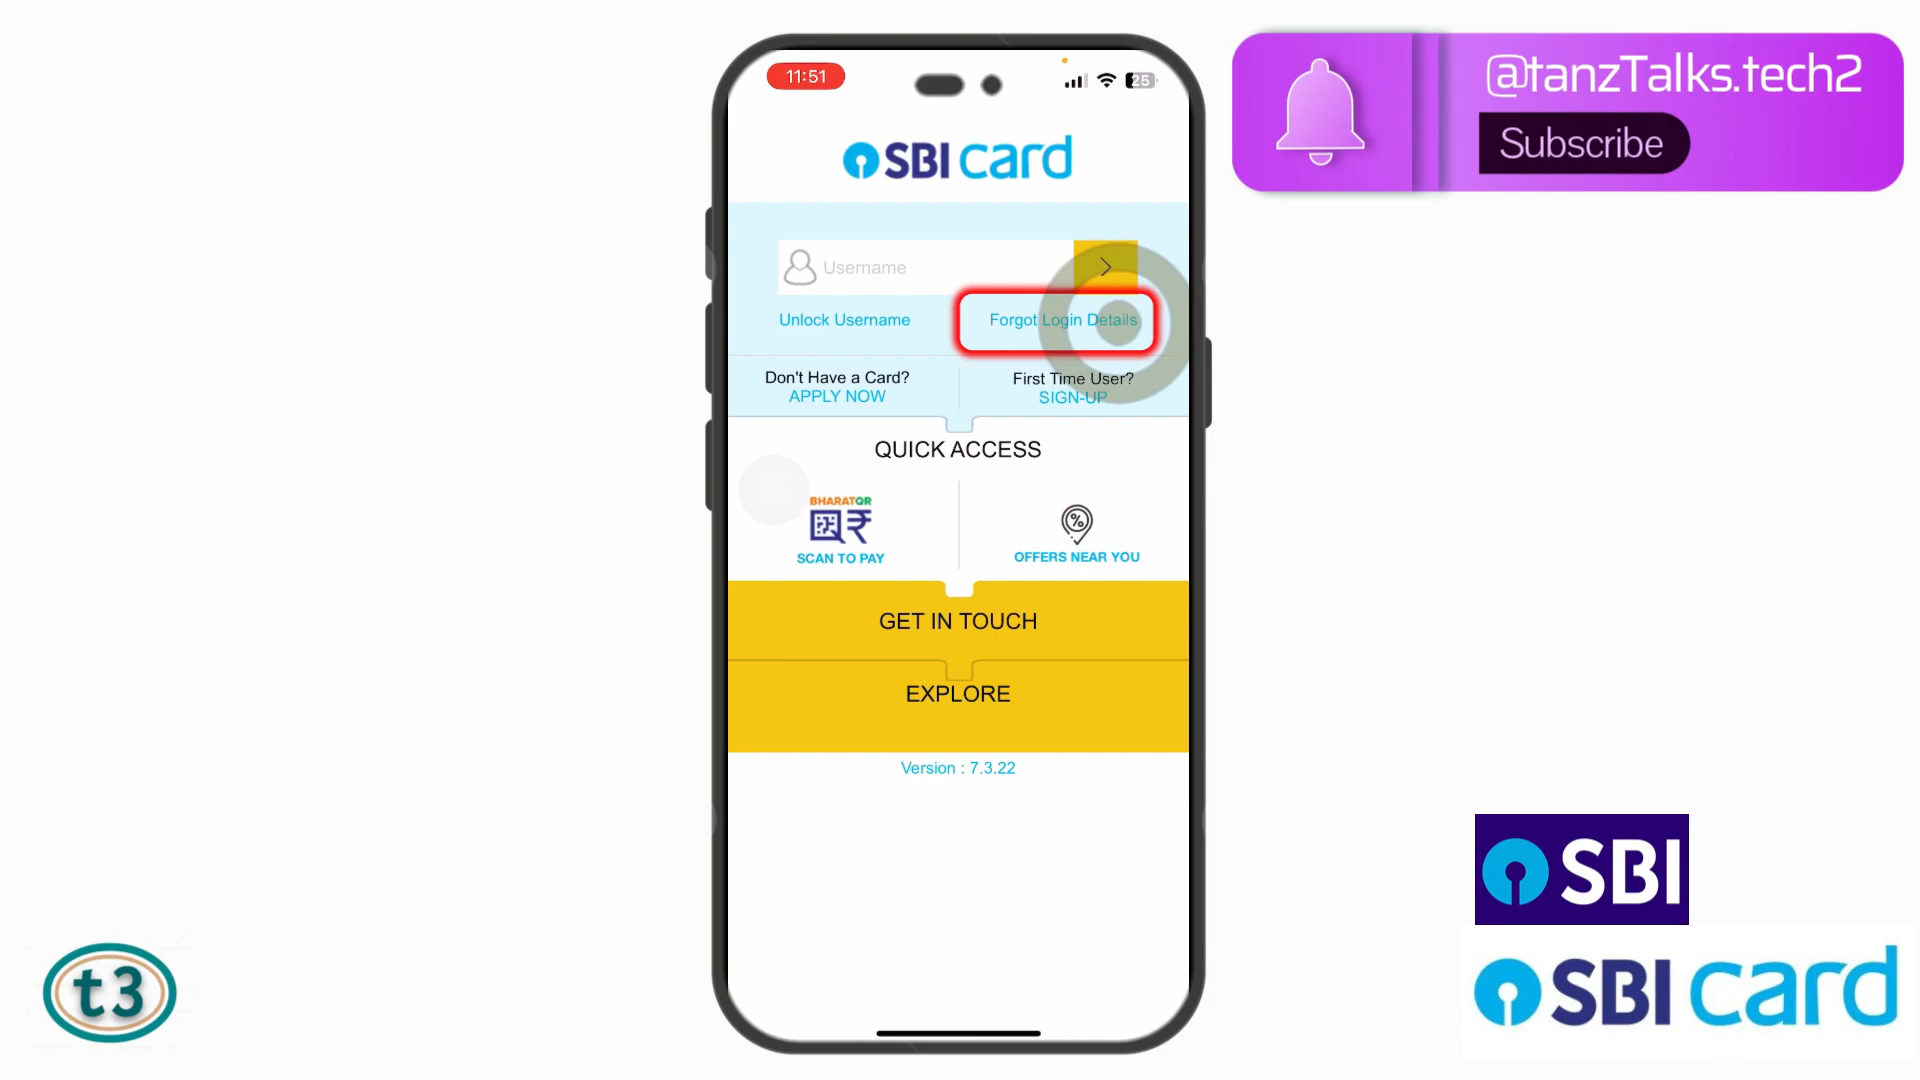 11:51
25
@tanzTalks.tech2
Subscribe
SBI card
Username
Unlock Username
Forgot Login Details
Don't Have a Card?
APPLY NOW
First Time User?
SIGN-UP
QUICK ACCESS
BHARATQR
SCAN TO PAY
OFFERS NEAR YOU
GET IN TOUCH
EXPLORE
Version : 7.3.22
SBI
SBI card
t3